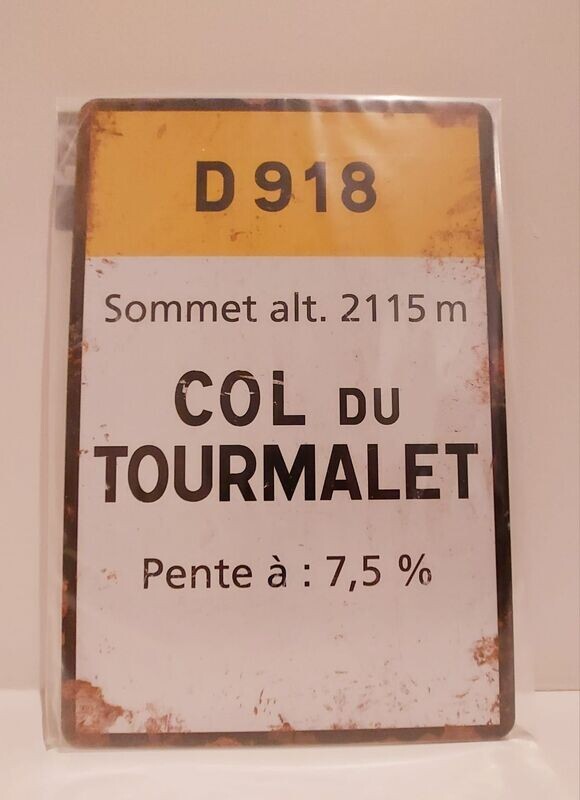 D 918
Sommet alt. 2115 m
COL DU
TOURMALET
Pente à : 7,5 %